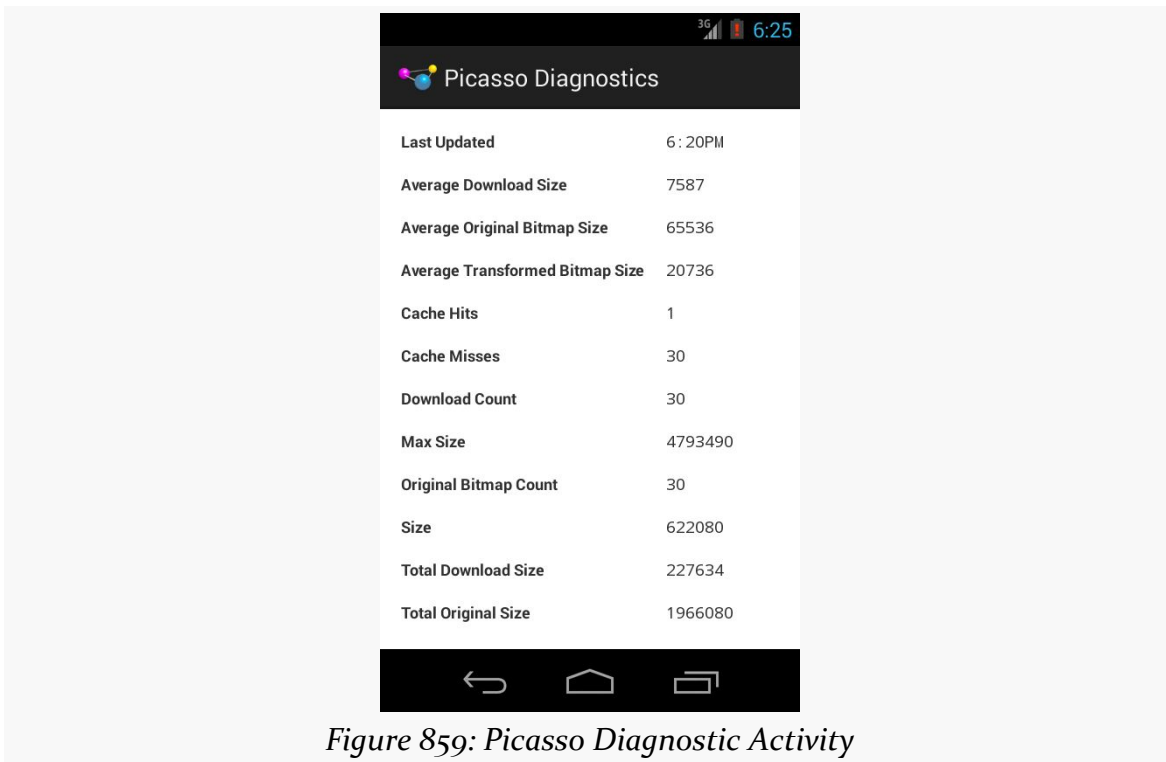 3G 6:25
Picasso Diagnostics
Last Updated 6:20PM
Average Download Size 7587
Average Original Bitmap Size 65536
Average Transformed Bitmap Size 20736
Cache Hits 1
Cache Misses 30
Download Count 30
Max Size 4793490
Original Bitmap Count 30
Size 622080
Total Download Size 227634
Total Original Size 1966080
Figure 859: Picasso Diagnostic Activity